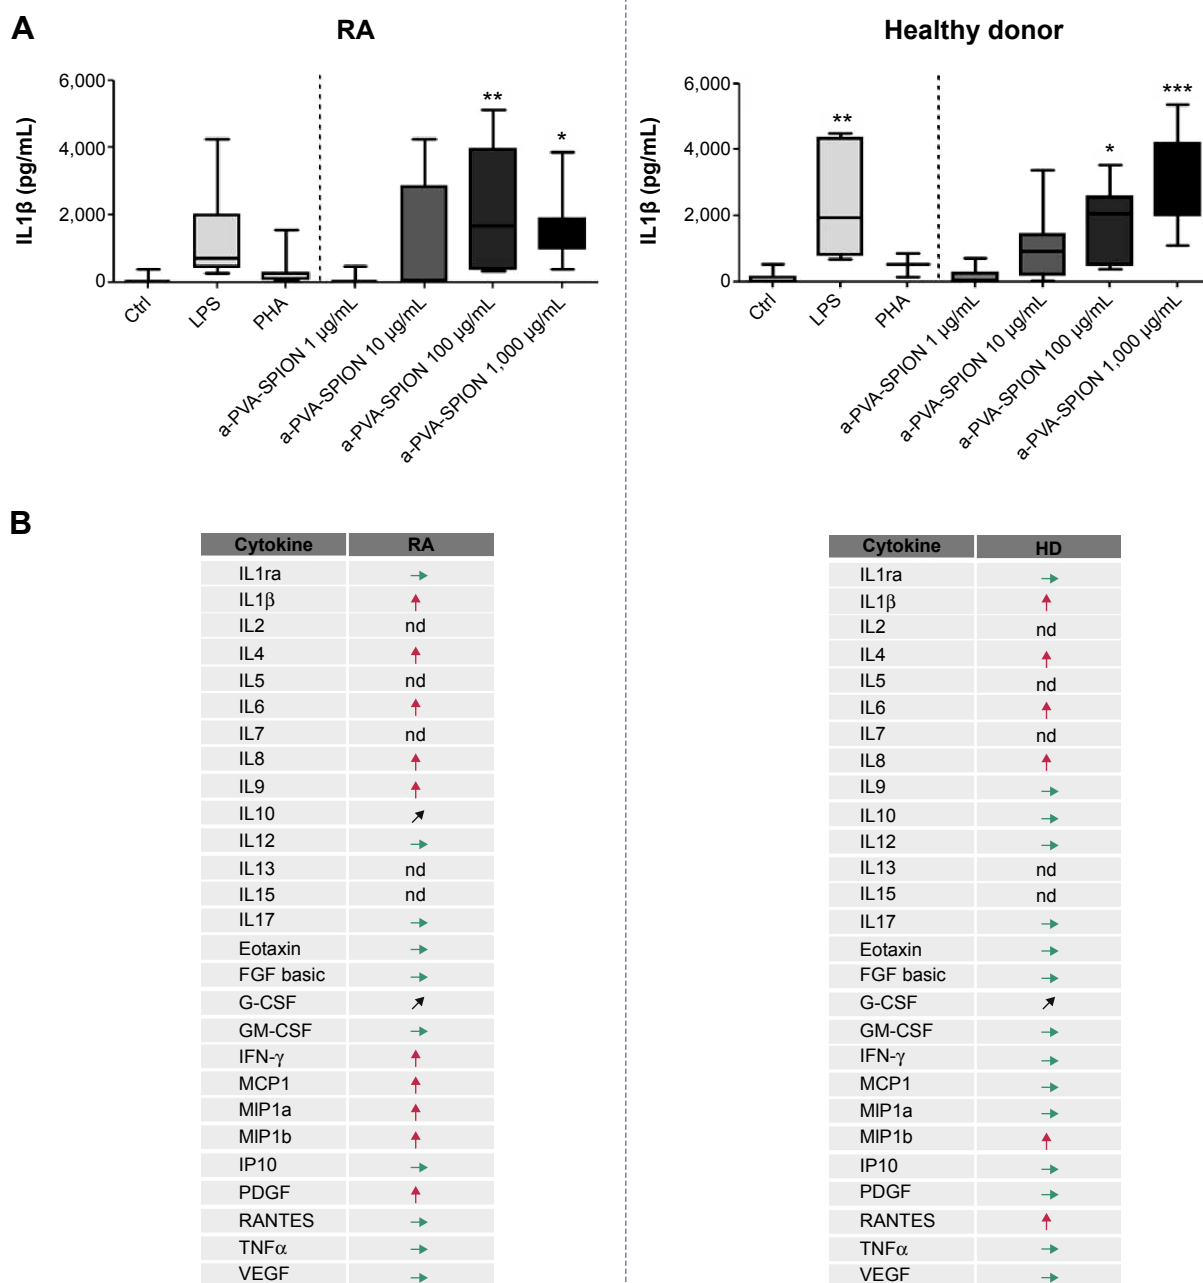 A
RA
Healthy donor
IL1β (pg/mL)
6,000
4,000
2,000
0
**
*
Ctrl
LPS
PHA
a-PVA-SPION 1 µg/mL
a-PVA-SPION 10 µg/mL
a-PVA-SPION 100 µg/mL
a-PVA-SPION 1,000 µg/mL
IL1β (pg/mL)
6,000
4,000
2,000
0
**
*
***
Ctrl
LPS
PHA
a-PVA-SPION 1 µg/mL
a-PVA-SPION 10 µg/mL
a-PVA-SPION 100 µg/mL
a-PVA-SPION 1,000 µg/mL
B
Cytokine RA
IL1ra →
IL1β ↑
IL2 nd
IL4 ↑
IL5 nd
IL6 ↑
IL7 nd
IL8 ↑
IL9 ↑
IL10 ↗
IL12 →
IL13 nd
IL15 nd
IL17 →
Eotaxin →
FGF basic →
G-CSF ↗
GM-CSF →
IFN-γ ↑
MCP1 ↑
MIP1a ↑
MIP1b ↑
IP10 →
PDGF ↑
RANTES →
TNFα →
VEGF →
Cytokine HD
IL1ra →
IL1β ↑
IL2 nd
IL4 ↑
IL5 nd
IL6 ↑
IL7 nd
IL8 ↑
IL9 →
IL10 →
IL12 →
IL13 nd
IL15 nd
IL17 →
Eotaxin →
FGF basic →
G-CSF ↗
GM-CSF →
IFN-γ →
MCP1 →
MIP1a →
MIP1b ↑
IP10 →
PDGF →
RANTES ↑
TNFα →
VEGF →